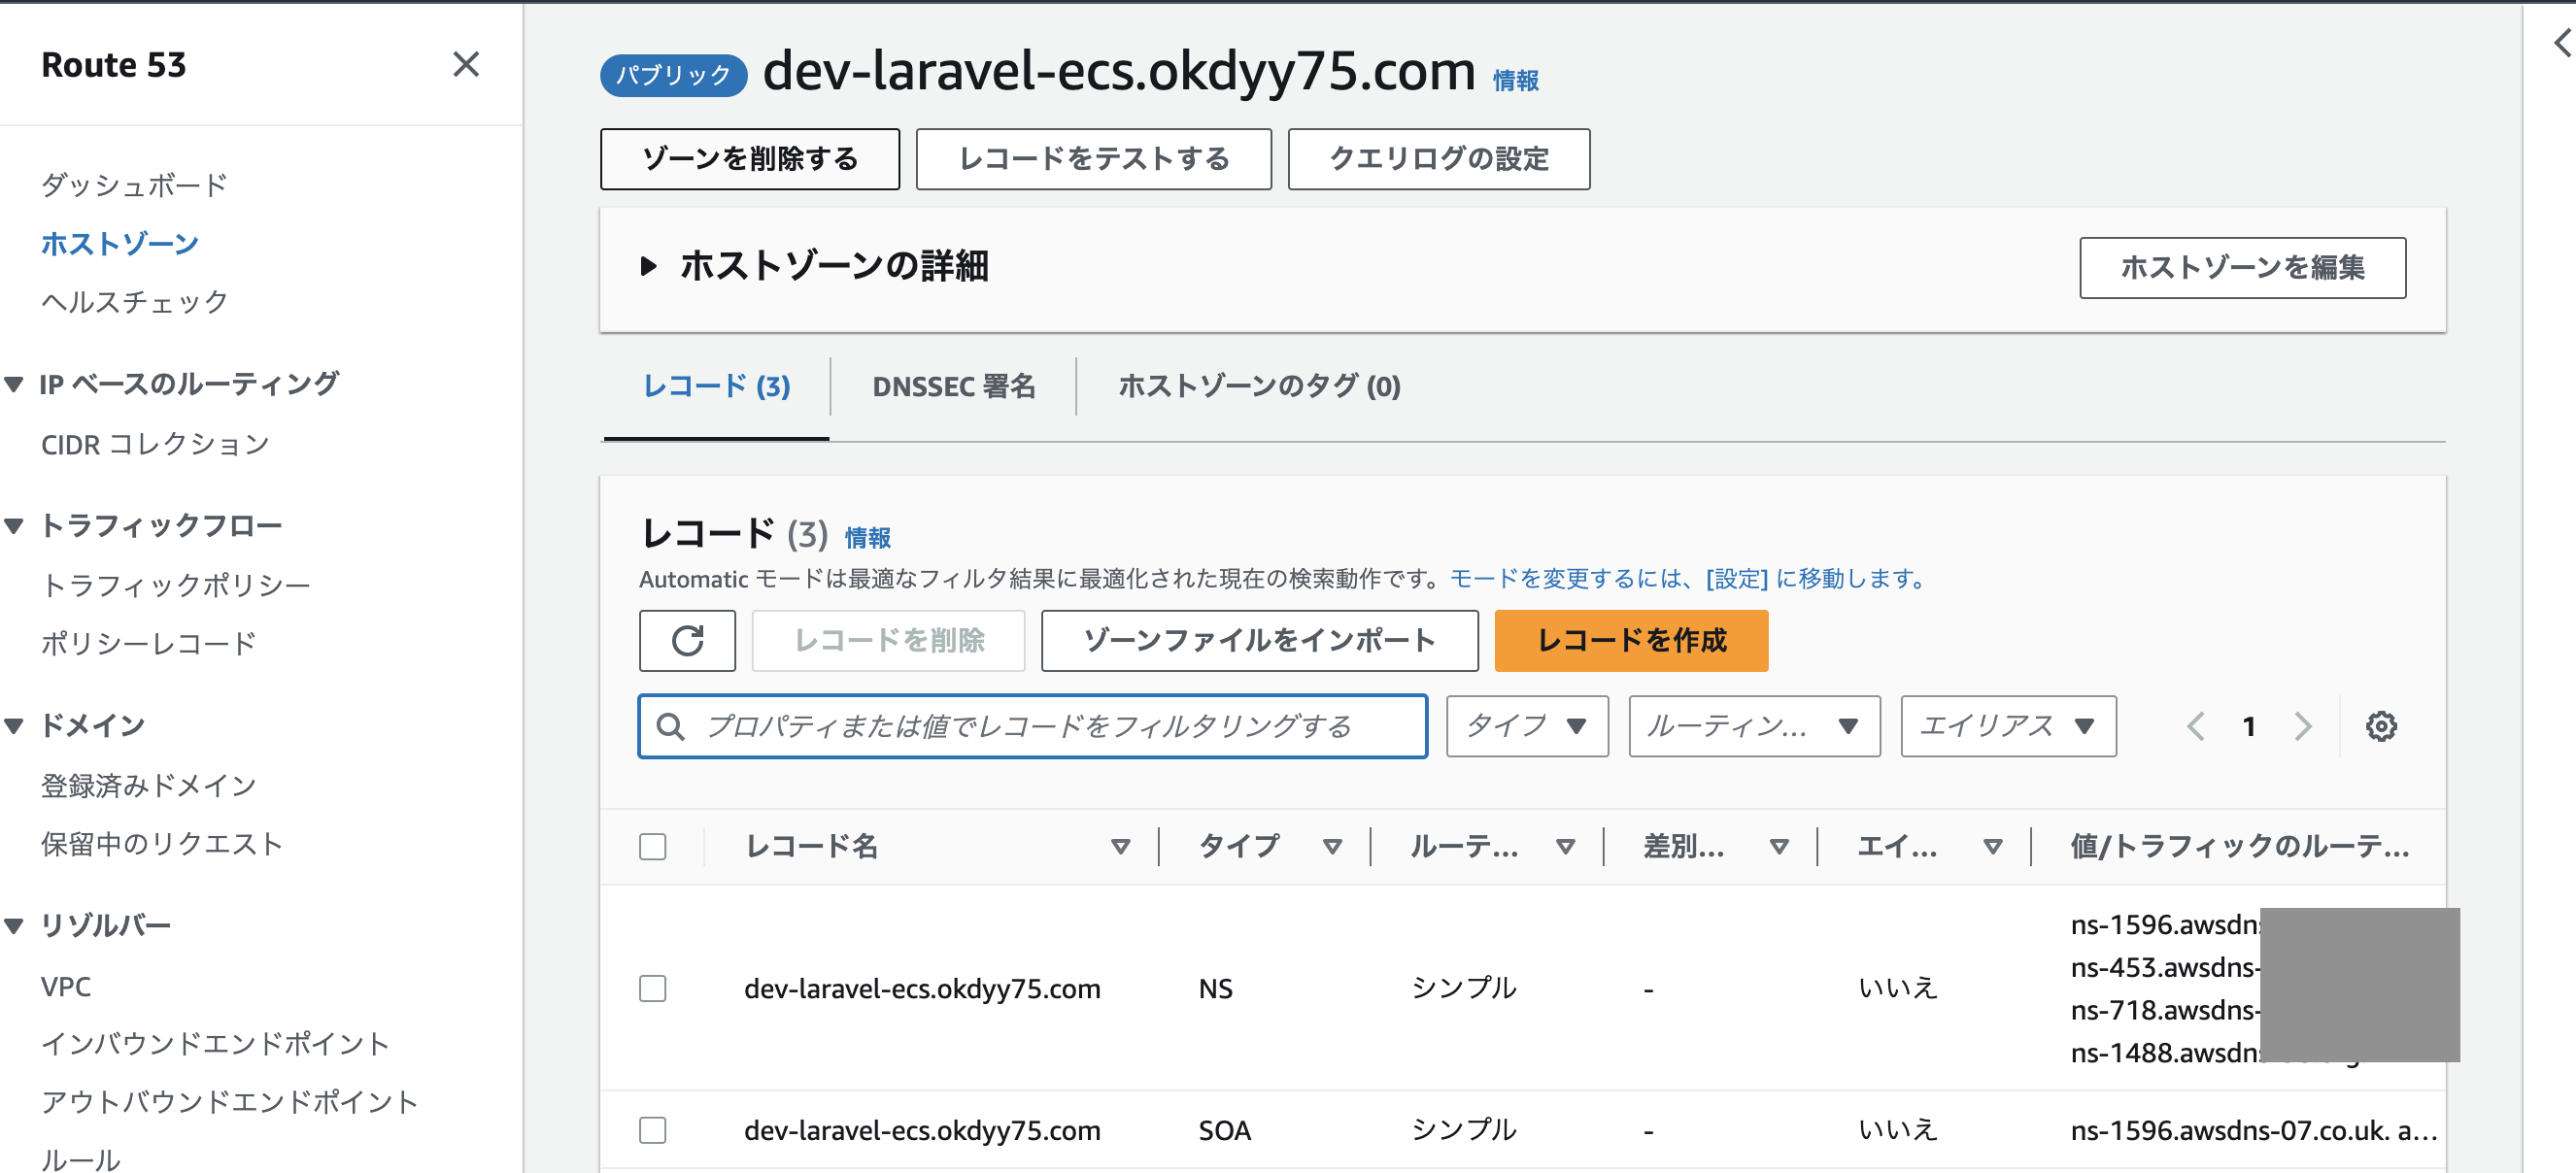 Route 53
ダッシュボード
ホストゾーン
ヘルスチェック
IP ベースのルーティング
CIDR コレクション
トラフィックフロー
トラフィックポリシー
ポリシーレコード
ドメイン
登録済みドメイン
保留中のリクエスト
リゾルバー
VPC
インバウンドエンドポイント
アウトバウンドエンドポイント
ルール
パブリック dev-laravel-ecs.okdyy75.com 情報
ゾーンを削除する レコードをテストする クエリログの設定
ホストゾーンの詳細 ホストゾーンを編集
レコード (3) DNSSEC 署名 ホストゾーンのタグ (0)
レコード (3) 情報
Automatic モードは最適なフィルタ結果に最適化された現在の検索動作です。モードを変更するには、[設定] に移動します。
レコードを削除 ゾーンファイルをインポート レコードを作成
プロパティまたは値でレコードをフィルタリングする タイプ ルーティン... エイリアス 1
レコード名 タイプ ルーテ... 差別... エイ... 値/トラフィックのルーテ...
dev-laravel-ecs.okdyy75.com NS シンプル - いいえ
ns-1596.awsdns
ns-453.awsdns-
ns-718.awsdns-
ns-1488.awsdns
dev-laravel-ecs.okdyy75.com SOA シンプル - いいえ ns-1596.awsdns-07.co.uk. a...